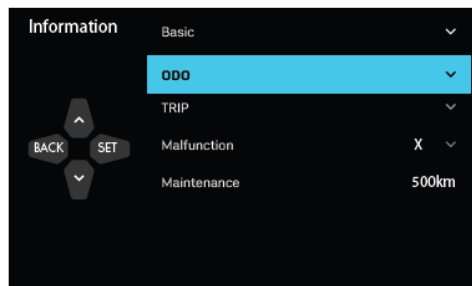 Information
Basic
ODO
TRIP
BACK SET
Malfunction X
Maintenance 500km